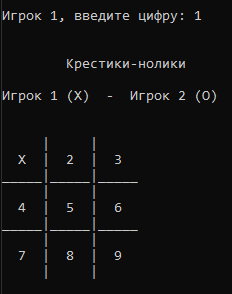 Игрок 1, введите цифру: 1
Крестики-нолики
Игрок 1 (X)  -  Игрок 2 (O)
X | 2 | 3
4 | 5 | 6
7 | 8 | 9